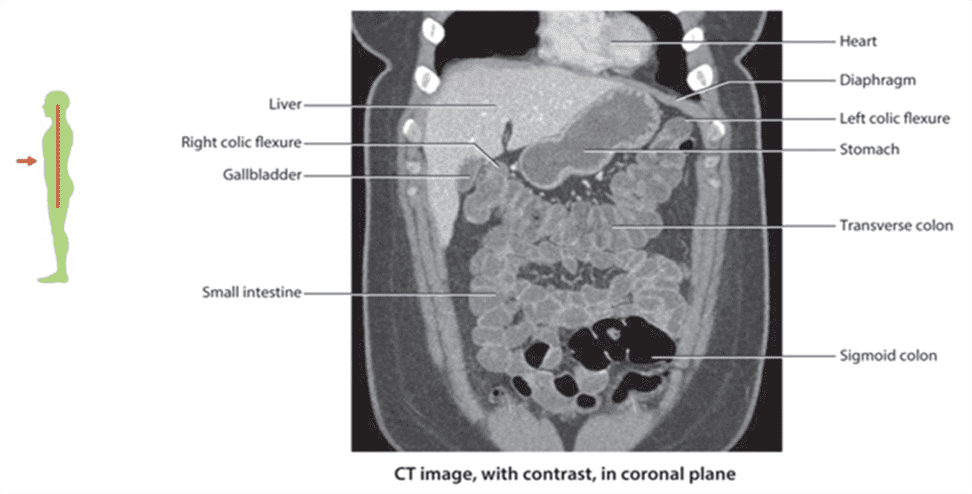 Heart
Diaphragm
Liver
Left colic flexure
Right colic flexure
Stomach
Gallbladder
Transverse colon
Small intestine
Sigmoid colon
CT image, with contrast, in coronal plane